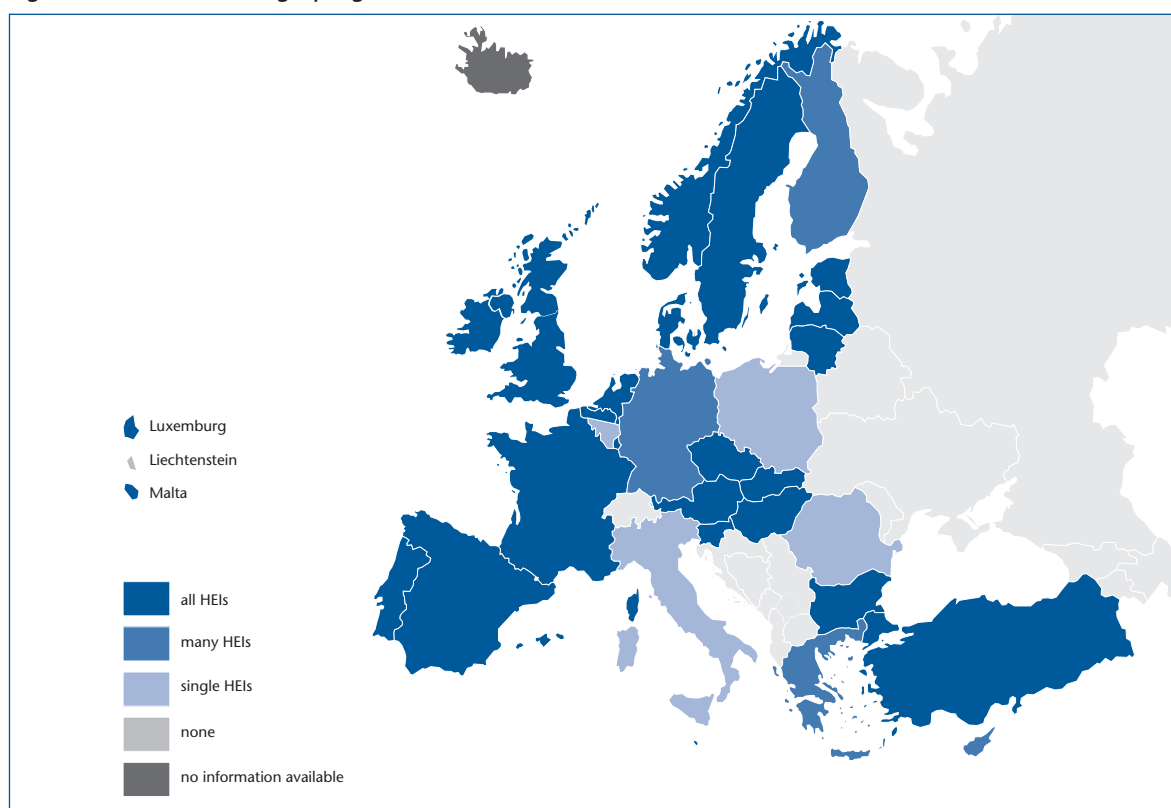 Luxemburg
Liechtenstein
Malta
all HEIs
many HEIs
single HEIs
none
no information available